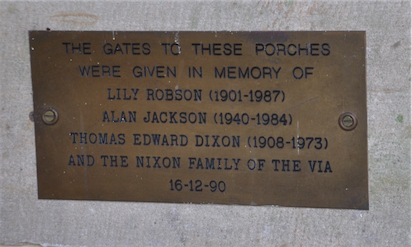 THE GATES TO THESE PORCHES
WERE GIVEN IN MEMORY OF
LILY ROBSON (1901-1987)
ALAN JACKSON (1940-1984)
THOMAS EDWARD DIXON (1908-1973)
AND THE NIXON FAMILY OF THE VIA
16-12-90